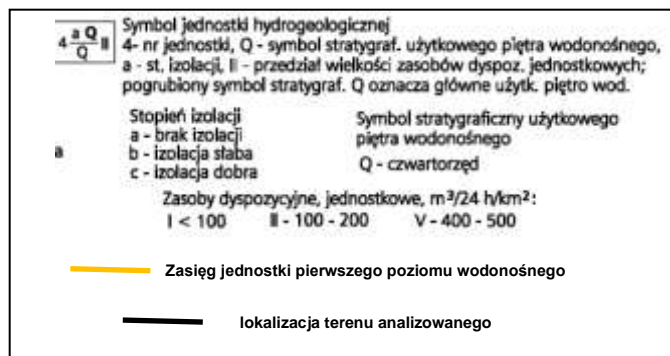 Symbol jednostki hydrogeologicznej
4 a Q II
Q
4- nr jednostki, Q - symbol stratygraf. użytkowego piętra wodonośnego,
a - st, izolacji, II - przedział wielkości zasobów dyspoz. jednostkowych;
pogrubiony symbol stratygraf. Q oznacza główne użytk. piętro wod.
Stopień izolacji
a - brak izolacji
b - izolacja słaba
c - izolacja dobra
a
Symbol stratygraficzny użytkowego
piętra wodonośnego
Q - czwartorzęd
Zasoby dyspozycyjne, jednostkowe, m³/24 h/km²:
I < 100 II - 100 - 200 V - 400 - 500
Zasięg jednostki pierwszego poziomu wodonośnego
lokalizacja terenu analizowanego